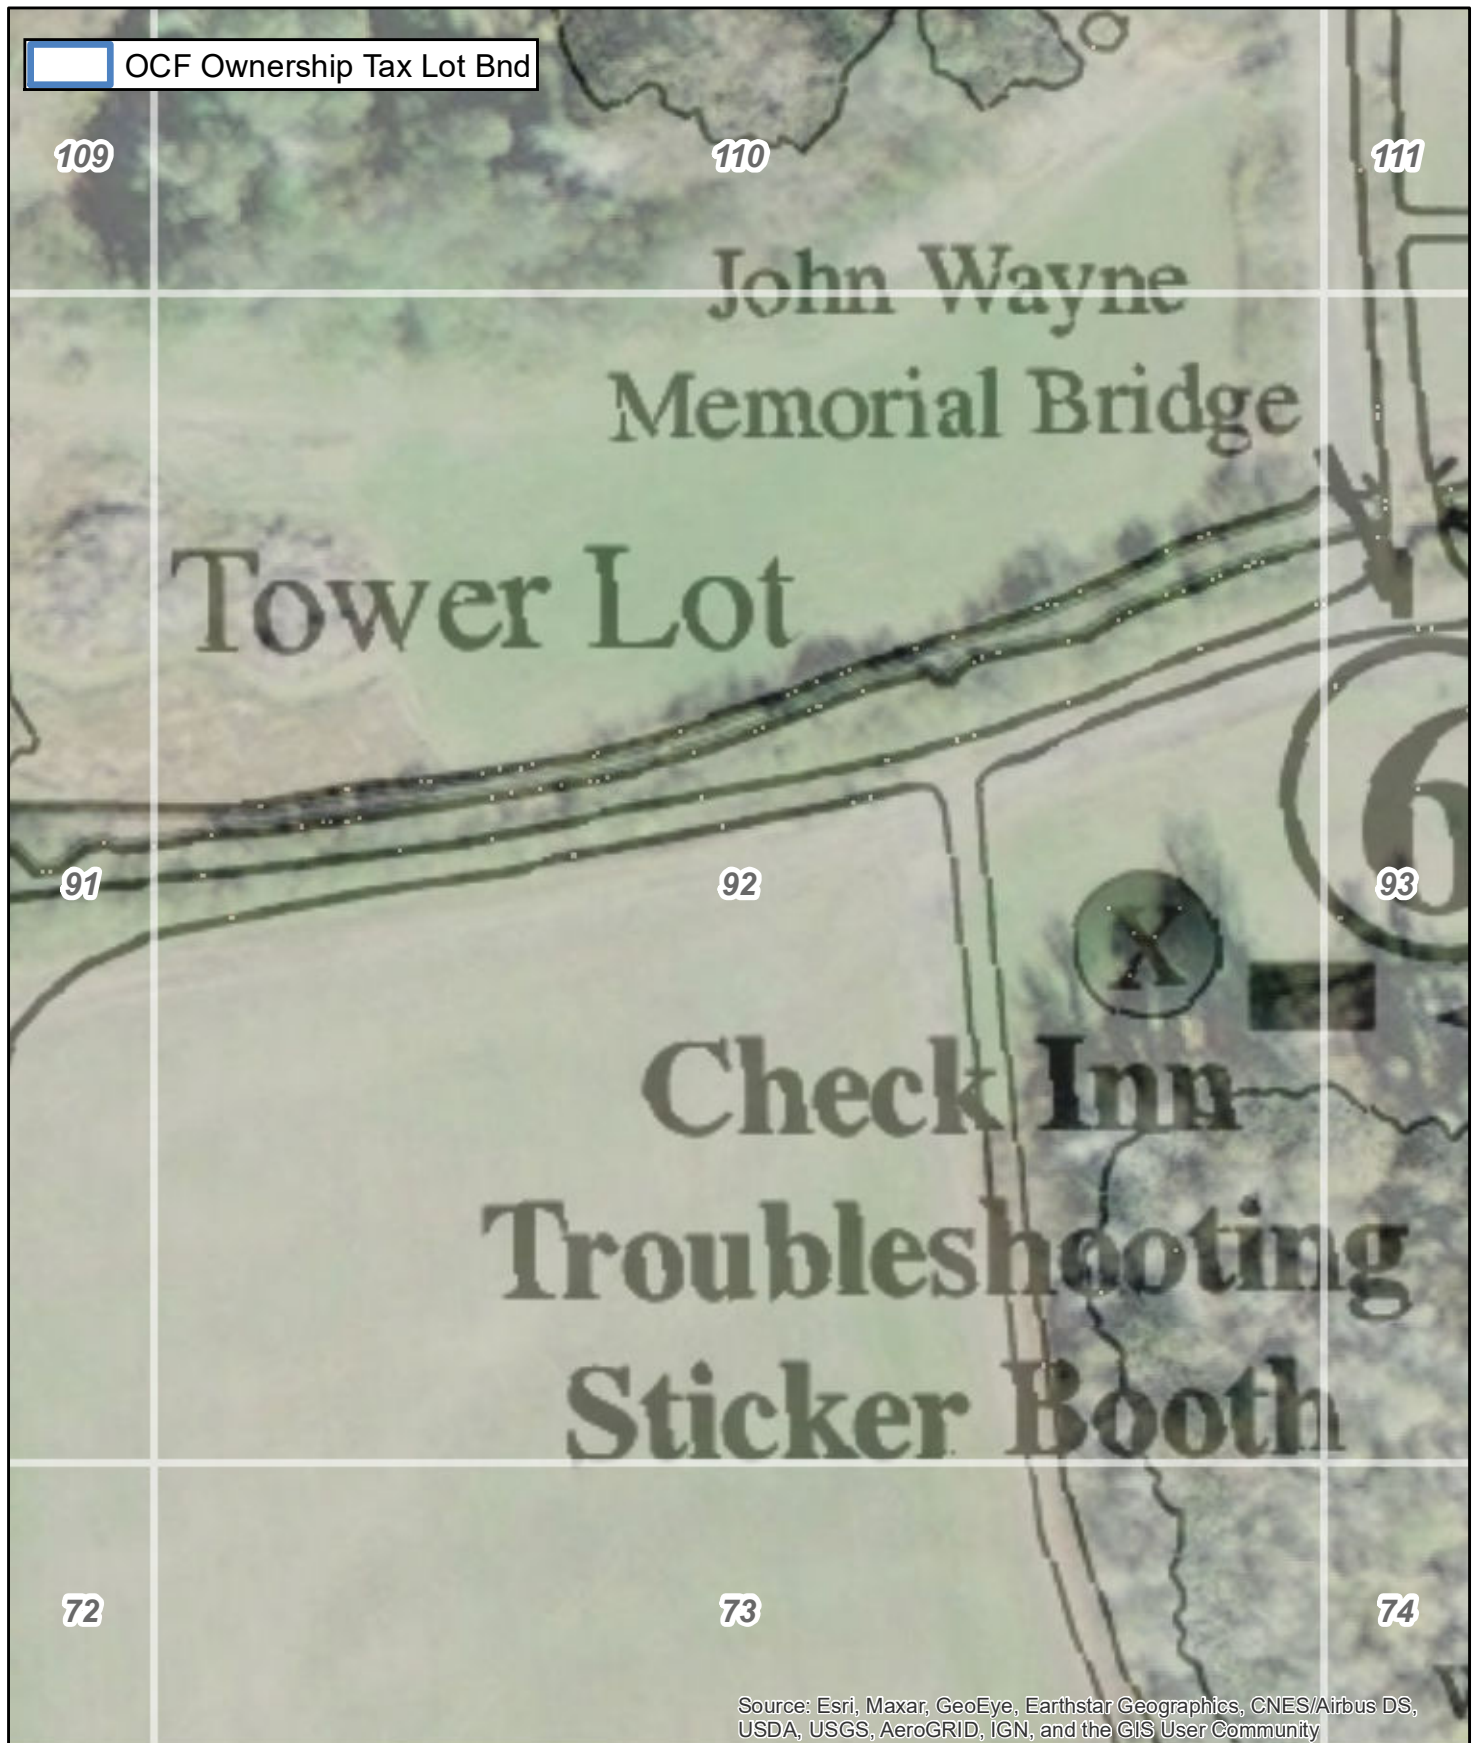 OCF Ownership Tax Lot Bnd
109
110
111
John Wayne
Memorial Bridge
Tower Lot
6
91
92
93
X
Check Inn
Troubleshooting
Sticker Booth
72
73
74
Source: Esri, Maxar, GeoEye, Earthstar Geographics, CNES/Airbus DS,
USDA, USGS, AeroGRID, IGN, and the GIS User Community